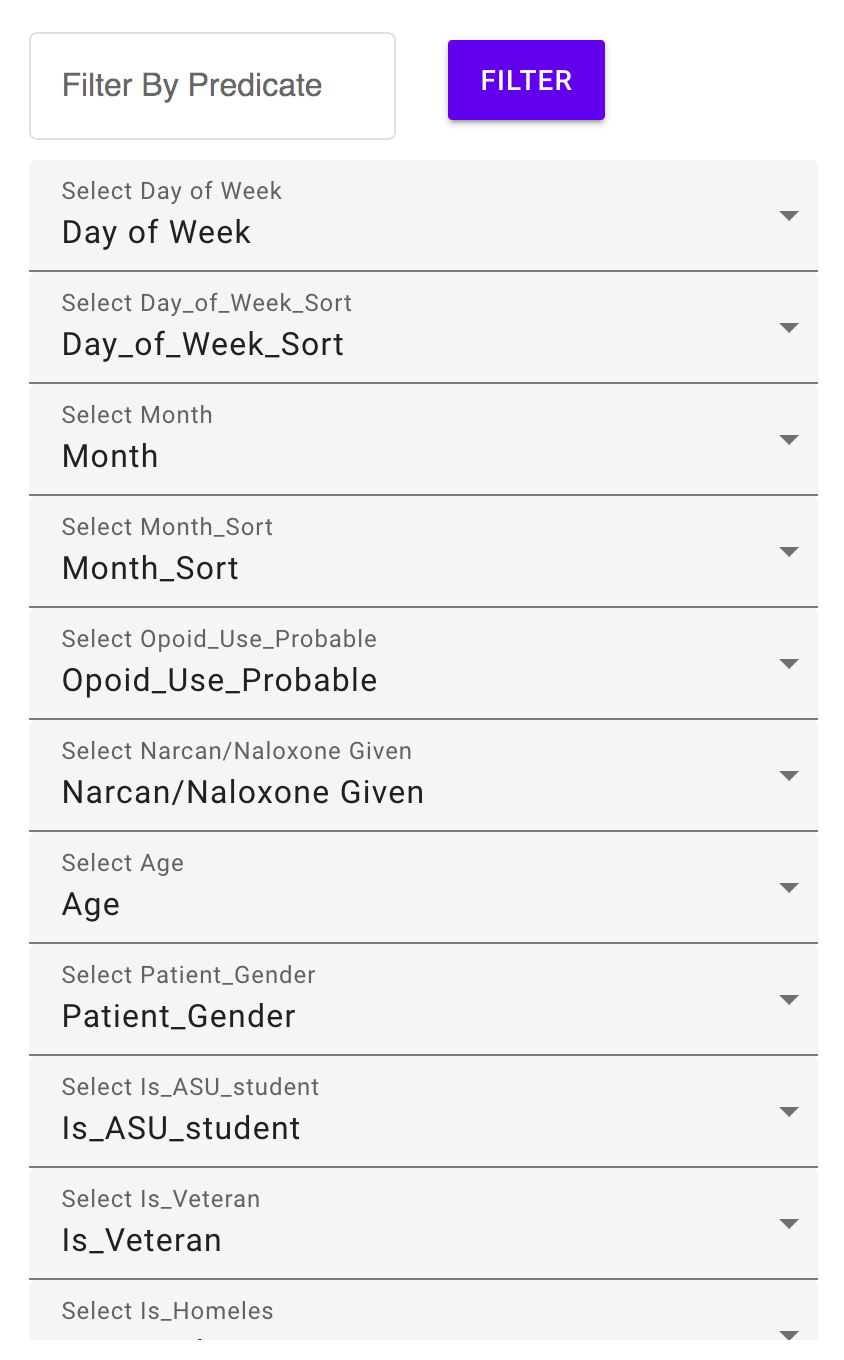 Filter By Predicate
FILTER
Select Day of Week
Day of Week
Select Day_of_Week_Sort
Day_of_Week_Sort
Select Month
Month
Select Month_Sort
Month_Sort
Select Opoid_Use_Probable
Opoid_Use_Probable
Select Narcan/Naloxone Given
Narcan/Naloxone Given
Select Age
Age
Select Patient_Gender
Patient_Gender
Select Is_ASU_student
Is_ASU_student
Select Is_Veteran
Is_Veteran
Select Is_Homeles